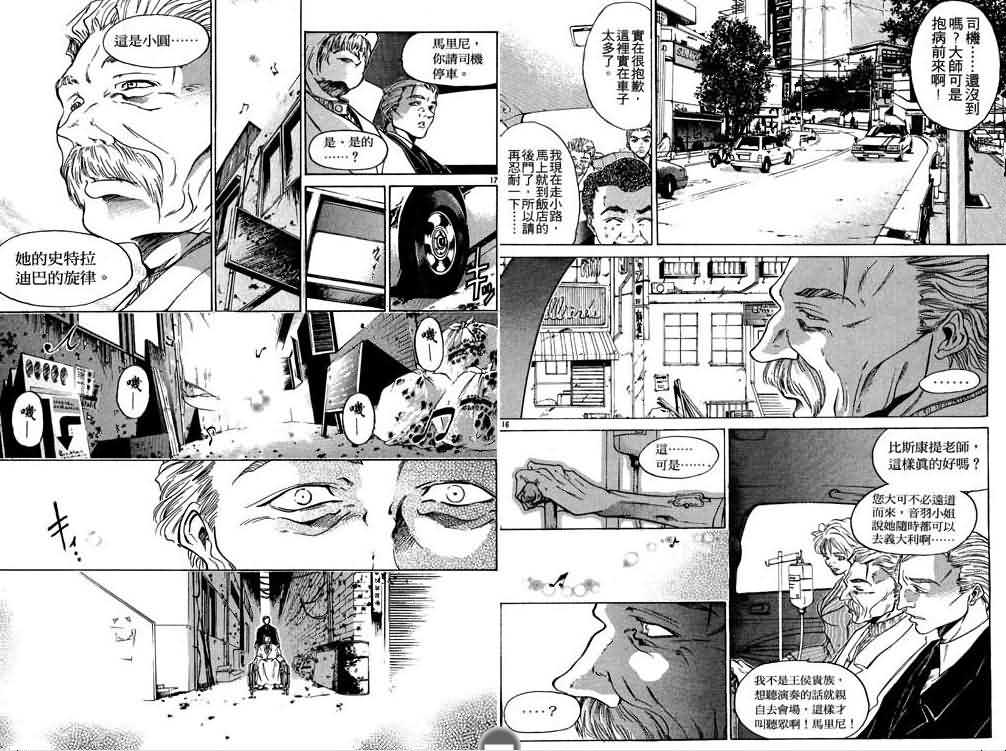 司機……還沒到
嗎？大師可是
抱病前來啊！
實在很抱歉，
這裡實在車子
太多了。
我現在走小路，
馬上就到飯店的
後門了，所以請
再忍耐一下……
……
16
比斯康提老師，
這樣真的好嗎？
您大可不必遠道
而來，音羽小姐
說她隨時都可以
去義大利啊……
我不是王侯貴族，
想聽演奏的話就親
自去會場，這樣才
叫聽眾啊！馬里尼！
這……
可是……
……？
馬里尼，
你請司機
停車。
是、是的
……？
17
這是小圓……
她的史特拉
迪巴的旋律。
嘰—
嘰—
嘰—
嘰—
キ…